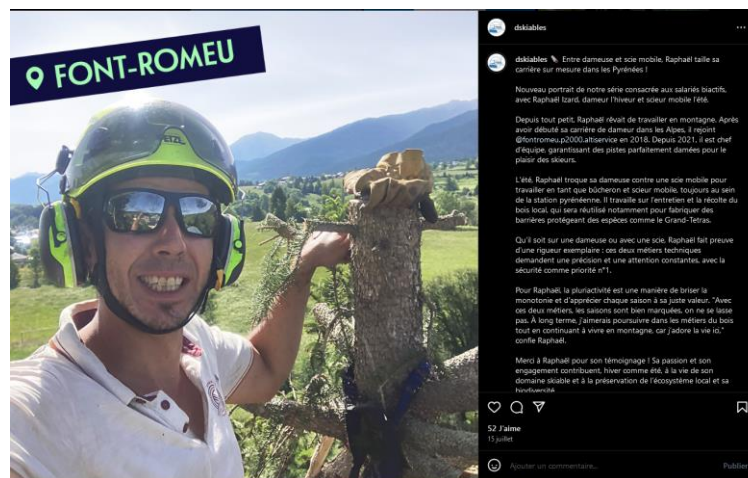 FONT-ROMEU
PETZL
dskiables
dskiables Entre dameuse et scie mobile, Raphaël taille sa
carrière sur mesure dans les Pyrénées !
Nouveau portrait de notre série consacrée aux salariés biactifs,
avec Raphaël Izard, dameur l'hiver et scieur mobile l'été.
Depuis tout petit, Raphaël rêvait de travailler en montagne. Après
avoir débuté sa carrière de dameur dans les Alpes, il rejoint
@fontromeu.p2000.altiservice en 2018. Depuis 2021, il est chef
d'équipe, garantissant des pistes parfaitement damées pour le
plaisir des skieurs.
L'été, Raphaël troque sa dameuse contre une scie mobile pour
travailler en tant que bûcheron et scieur mobile, toujours au sein
de la station pyrénéenne. Il travaille sur l'entretien et la récolte du
bois local, qui sera réutilisé notamment pour fabriquer des
barrières protégeant des espèces comme le Grand-Tetras.
Qu'il soit sur une dameuse ou avec une scie, Raphaël fait preuve
d'une rigueur exemplaire : ces deux métiers techniques
demandent une précision et une attention constantes, avec la
sécurité comme priorité n°1.
Pour Raphaël, la pluriactivité est une manière de briser la
monotonie et d'apprécier chaque saison à sa juste valeur. "Avec
ces deux métiers, les saisons sont bien marquées, on ne se lasse
pas. À long terme, j'aimerais poursuivre dans les métiers du bois
tout en continuant à vivre en montagne, car j'adore la vie ici,"
confie Raphaël.
Merci à Raphaël pour son témoignage ! Sa passion et son
engagement contribuent, hiver comme été, à la vie de son
domaine skiable et à la préservation de l'écosystème local et sa
biodiversité
52 J'aime
15 juillet
Ajouter un commentaire...
Publier